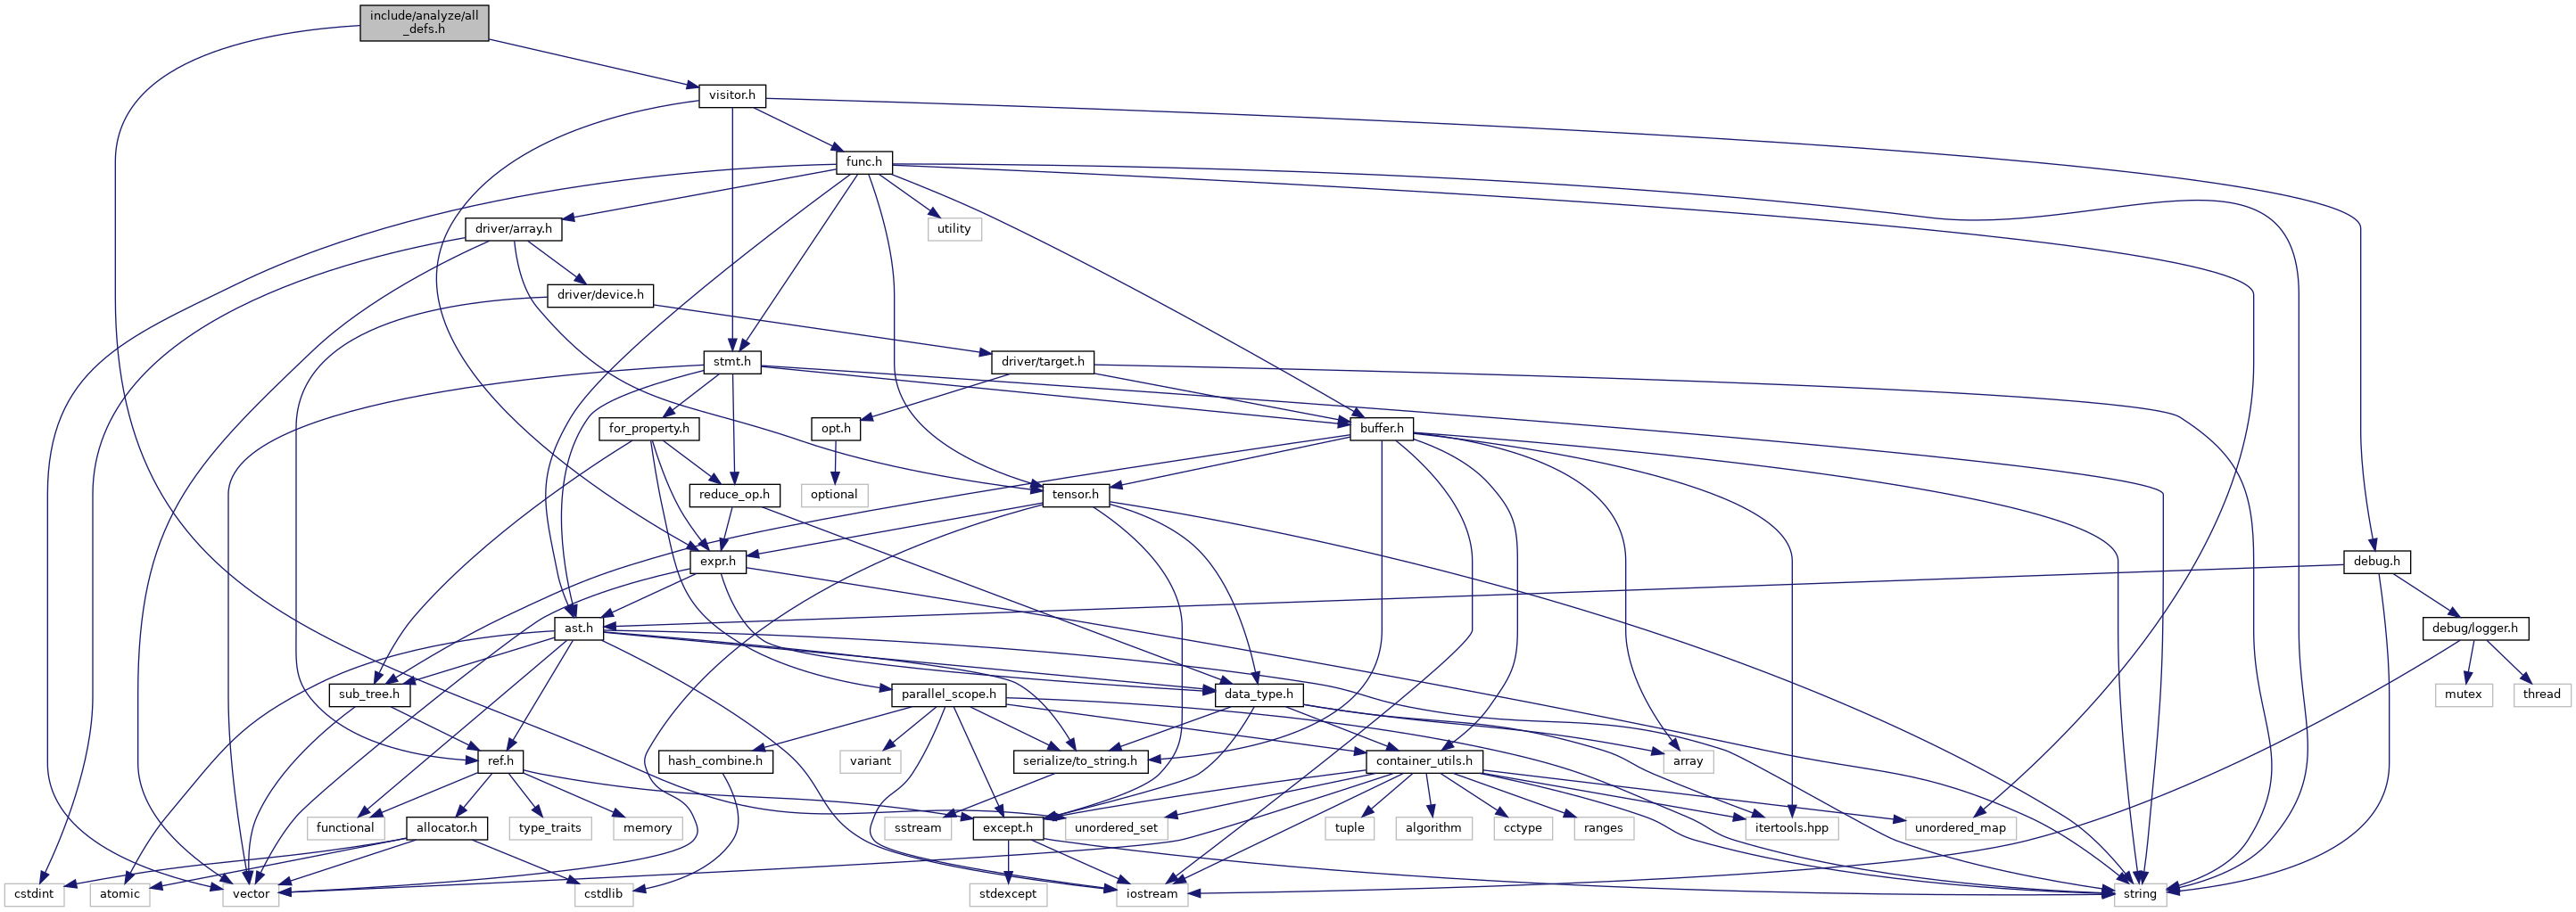 include/analyze/all
_defs.h
visitor.h
func.h
driver/array.h
utility
driver/device.h
stmt.h
driver/target.h
for_property.h
opt.h
buffer.h
reduce_op.h
optional
tensor.h
expr.h
debug.h
ast.h
debug/logger.h
sub_tree.h
parallel_scope.h
data_type.h
mutex
thread
ref.h
hash_combine.h
variant
serialize/to_string.h
container_utils.h
array
functional
allocator.h
type_traits
memory
sstream
except.h
unordered_set
tuple
algorithm
cctype
ranges
itertools.hpp
unordered_map
cstdint
atomic
vector
cstdlib
stdexcept
iostream
string